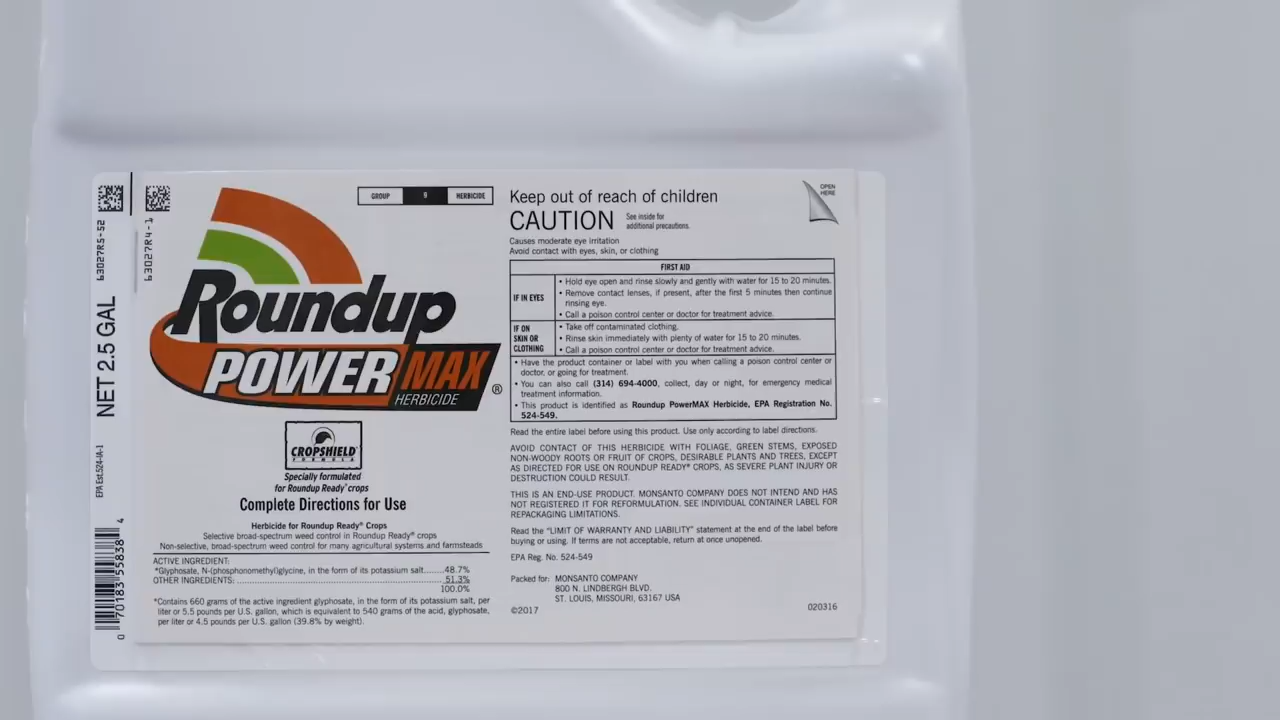 63027R5-52
NET 2.5 GAL
EPA Est.524-IA-1
0 70183 55838 4
63027R4-1
GROUP 9 HERBICIDE
Roundup
POWERMAX®
HERBICIDE
CROPSHIELD
FORMULA
Specially formulated
for Roundup Ready® crops
Complete Directions for Use
Herbicide for Roundup Ready® Crops
Selective broad-spectrum weed control in Roundup Ready® crops
Non-selective, broad-spectrum weed control for many agricultural systems and farmsteads
ACTIVE INGREDIENT:
*Glyphosate, N-(phosphonomethyl)glycine, in the form of its potassium salt.......48.7%
OTHER INGREDIENTS: ..........................................................51.3%
100.0%
*Contains 660 grams of the active ingredient glyphosate, in the form of its potassium salt, per
liter or 5.5 pounds per U.S. gallon, which is equivalent to 540 grams of the acid, glyphosate,
per liter or 4.5 pounds per U.S. gallon (39.8% by weight).
Keep out of reach of children
CAUTION
See inside for
additional precautions.
OPEN
HERE
Causes moderate eye irritation
Avoid contact with eyes, skin, or clothing
FIRST AID
IF IN EYES
• Hold eye open and rinse slowly and gently with water for 15 to 20 minutes.
• Remove contact lenses, if present, after the first 5 minutes then continue
rinsing eye.
• Call a poison control center or doctor for treatment advice.
IF ON
SKIN OR
CLOTHING
• Take off contaminated clothing.
• Rinse skin immediately with plenty of water for 15 to 20 minutes.
• Call a poison control center or doctor for treatment advice.
• Have the product container or label with you when calling a poison control center or
doctor, or going for treatment.
• You can also call (314) 694-4000, collect, day or night, for emergency medical
treatment information.
• This product is identified as Roundup PowerMAX Herbicide, EPA Registration No.
524-549.
Read the entire label before using this product. Use only according to label directions.
AVOID CONTACT OF THIS HERBICIDE WITH FOLIAGE, GREEN STEMS, EXPOSED
NON-WOODY ROOTS OR FRUIT OF CROPS, DESIRABLE PLANTS AND TREES, EXCEPT
AS DIRECTED FOR USE ON ROUNDUP READY® CROPS, AS SEVERE PLANT INJURY OR
DESTRUCTION COULD RESULT.
THIS IS AN END-USE PRODUCT. MONSANTO COMPANY DOES NOT INTEND AND HAS
NOT REGISTERED IT FOR REFORMULATION. SEE INDIVIDUAL CONTAINER LABEL FOR
REPACKAGING LIMITATIONS.
Read the "LIMIT OF WARRANTY AND LIABILITY" statement at the end of the label before
buying or using. If terms are not acceptable, return at once unopened.
EPA Reg. No. 524-549
Packed for: MONSANTO COMPANY
800 N. LINDBERGH BLVD.
ST. LOUIS, MISSOURI, 63167 USA
©2017
020316